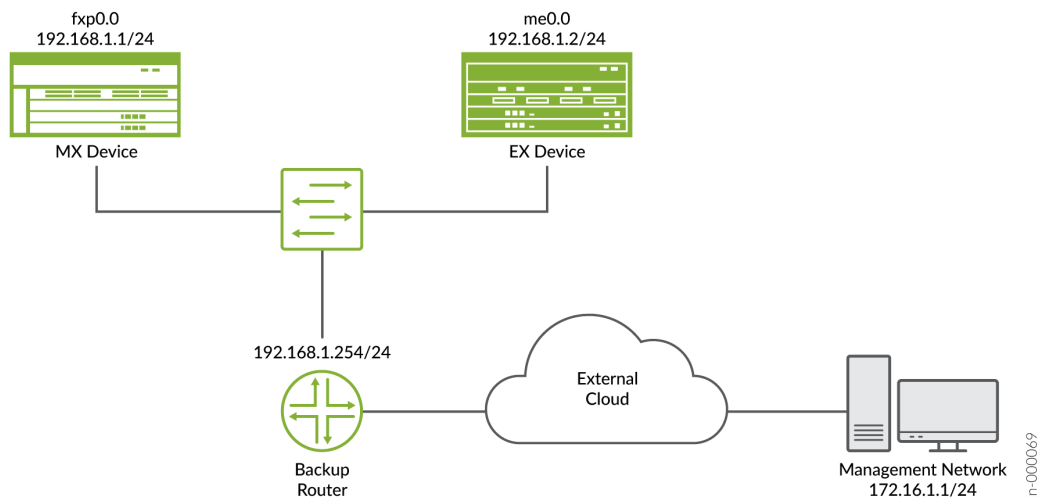 fxp0.0
192.168.1.1/24
me0.0
192.168.1.2/24
MX Device
EX Device
192.168.1.254/24
External
Cloud
Backup
Router
Management Network
172.16.1.1/24
n-000069